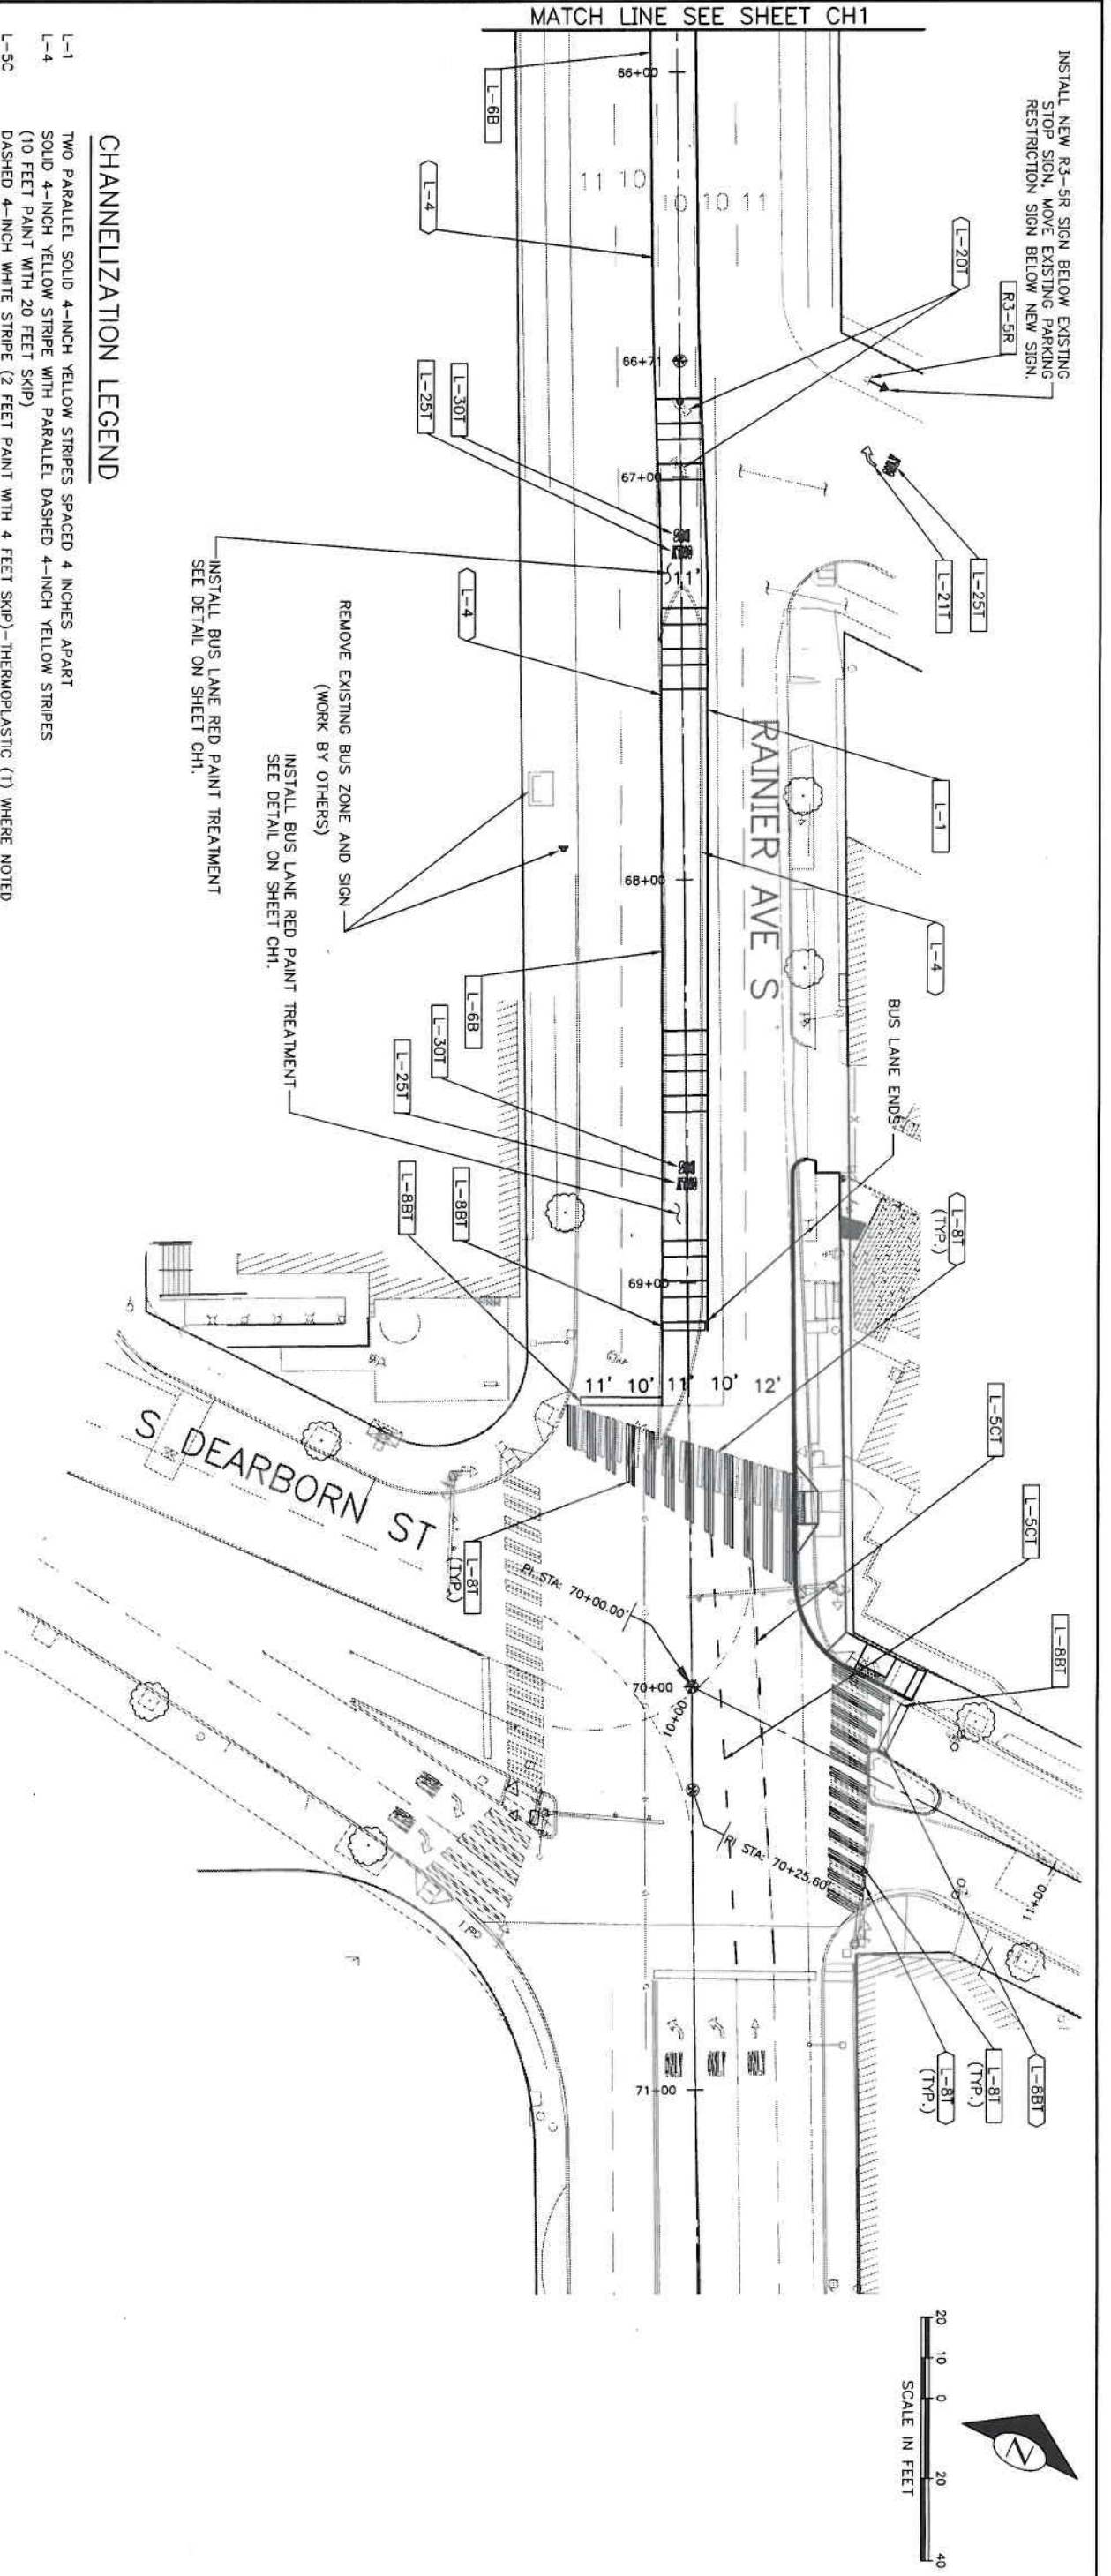 MATCH LINE SEE SHEET CH1
INSTALL NEW R3-5R SIGN BELOW EXISTING
STOP SIGN, MOVE EXISTING PARKING
RESTRICTION SIGN BELOW NEW SIGN.
R3-5R
L-20T
L-6B
66+00
11 10
10 10 11
L-4
66+71
L-25T
L-21T
L-30T
L-25T
67+00
11'
L-4
INSTALL BUS LANE RED PAINT TREATMENT
SEE DETAIL ON SHEET CH1.
L-1
RAINIER AVE S
L-4
REMOVE EXISTING BUS ZONE AND SIGN
(WORK BY OTHERS)
68+00
INSTALL BUS LANE RED PAINT TREATMENT
SEE DETAIL ON SHEET CH1.
L-6B
L-30T
L-25T
BUS LANE ENDS
L-8BT
L-8BT
69+00
L-8T
(TYP.)
11' 10' 11' 10' 12'
L-5CT
L-5CT
L-8BT
S DEARBORN ST
L-8T
(TYP.)
PI STA: 70+00.00'
70+00
10+00
PI STA: 70+25.60'
11+00
L-8BT
L-8T
(TYP.)
L-8T
(TYP.)
71+00
20 10 0 20 40
SCALE IN FEET
N
CHANNELIZATION LEGEND
L-1 TWO PARALLEL SOLID 4-INCH YELLOW STRIPES SPACED 4 INCHES APART
L-4 SOLID 4-INCH YELLOW STRIPE WITH PARALLEL DASHED 4-INCH YELLOW STRIPES
(10 FEET PAINT WITH 20 FEET SKIP)
L-5C DASHED 4-INCH WHITE STRIPE (2 FEET PAINT WITH 4 FEET SKIP)-THERMOPLASTIC (T) WHERE NOTED